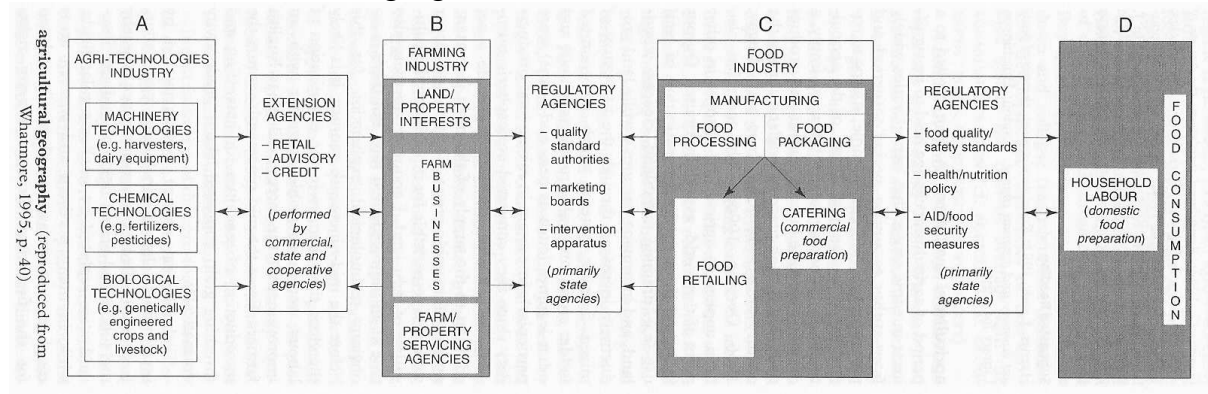 agricultural geography (reproduced from
Whatmore, 1995, p. 40)
A
AGRI-TECHNOLOGIES
INDUSTRY
MACHINERY
TECHNOLOGIES
(e.g. harvesters,
dairy equipment)
CHEMICAL
TECHNOLOGIES
(e.g. fertilizers,
pesticides)
BIOLOGICAL
TECHNOLOGIES
(e.g. genetically
engineered
crops and
livestock)
EXTENSION
AGENCIES
– RETAIL
– ADVISORY
– CREDIT
(performed
by
commercial,
state and
cooperative
agencies)
B
FARMING
INDUSTRY
LAND/
PROPERTY
INTERESTS
FARM
BUSINESSES
FARM/
PROPERTY
SERVICING
AGENCIES
REGULATORY
AGENCIES
– quality
standard
authorities
– marketing
boards
– intervention
apparatus
(primarily
state
agencies)
C
FOOD
INDUSTRY
MANUFACTURING
FOOD
PROCESSING
FOOD
PACKAGING
FOOD
RETAILING
CATERING
(commercial
food
preparation)
REGULATORY
AGENCIES
– food quality/
safety standards
– health/nutrition
policy
– AID/food
security
measures
(primarily
state
agencies)
D
HOUSEHOLD
LABOUR
(domestic
food
preparation)
FOOD CONSUMPTION